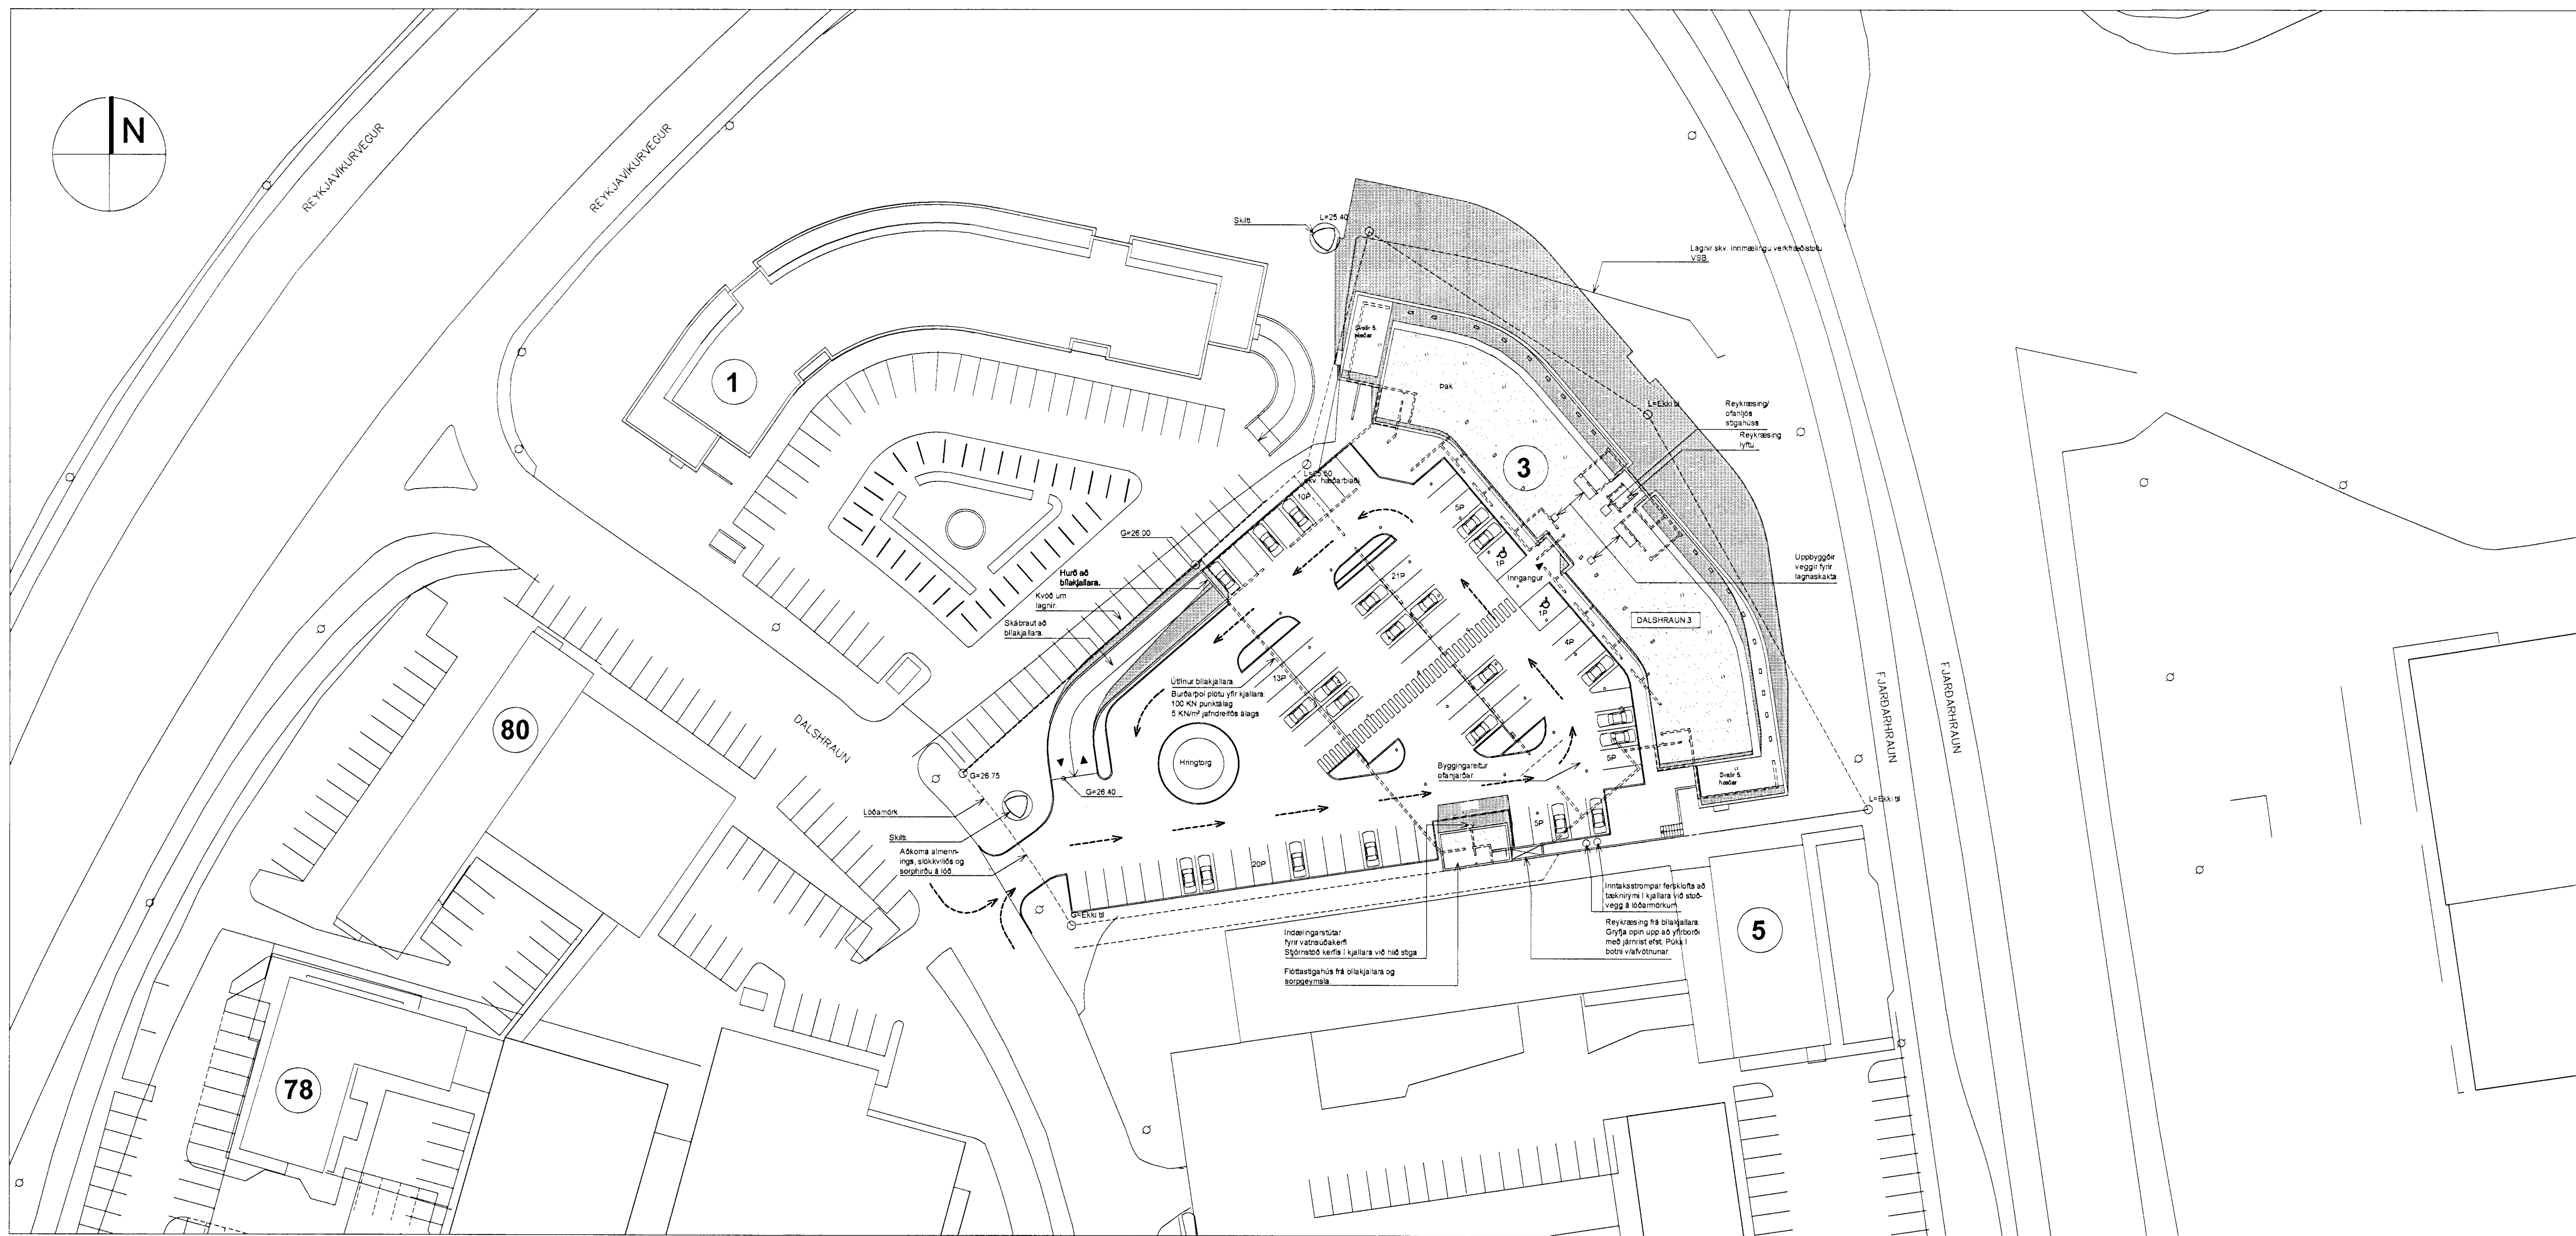 N
REYKJAVÍKURVEGUR
REYKJAVÍKURVEGUR
Skilti.
L=25.40
Lagnir skv. innmælingu verkfræðistofu
VSB
Svalir 5.
hæðar
1
Þak
L=Ekki til
Reykræsing/
ofanljós
stigahúss.
Reykræsing
lyftu.
3
L=25.60
skv. hæðarblaði
10P
5P
1P
G=26.00
Hurð að
bílakjallara.
Kvöð um
lagnir.
Skábraut að
bílakjallara.
21P
Inngangur
1P
Uppbyggðir
veggir fyrir
lagnaskakta
DALSHRAUN 3
4P
Útlínur bílakjallara
Burðarþol plötu yfir kjallara:
100 KN punktálag
5 KN/m² jafndreifðs álags
13P
80
DALSHRAUN
FJARÐARHRAUN
FJARÐARHRAUN
Hringtorg
Byggingareitur
ofanjarðar.
5P
Svalir 5.
hæðar
G=26.75
G=26.40
L=Ekki til
Lóðamörk
Skilti.
Aðkoma almenn-
ings, slökkviliðs og
sorphirðu á lóð.
5P
20P
G=Ekki til
Inntaksstrompar fersklofts að
tæknirými í kjallara við stoð-
vegg á lóðarmörkum.
Reykræsing frá bílakjallara.
Gryfja opin upp að yfirborði
með járnrist efst. Púkk í
botni v/afvötnunar.
5
Indælingarstútar
fyrir vatnsúðakerfi
Stjórnstöð kerfis í kjallara við hlið stiga
Flóttastigahús frá bílakjallara og
sorpgeymsla.
78